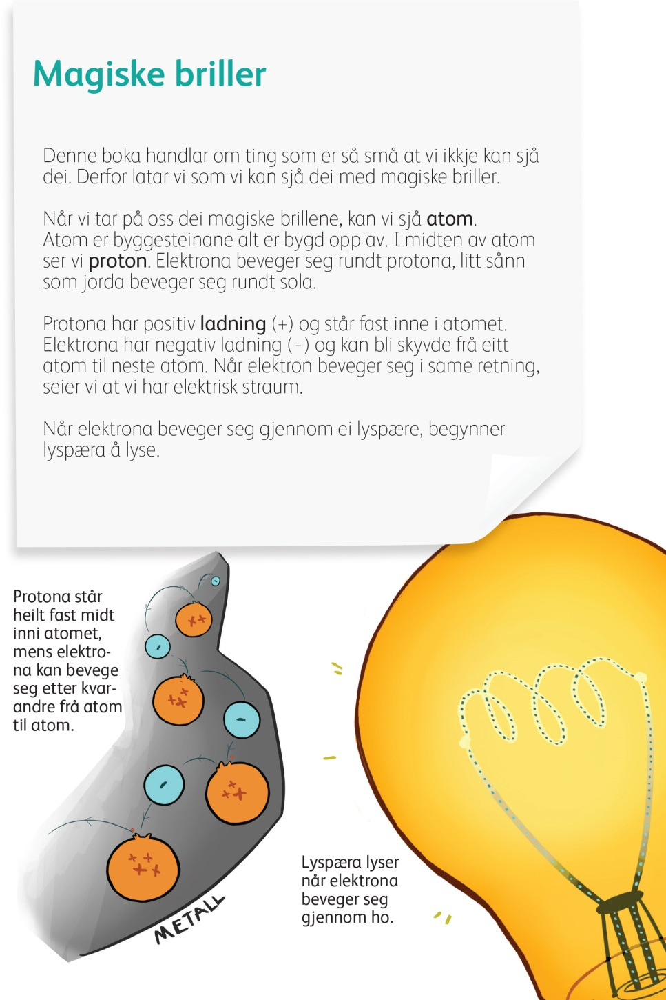 Magiske briller
Denne boka handlar om ting som er så små at vi ikkje kan sjå
dei. Derfor latar vi som vi kan sjå dei med magiske briller.
Når vi tar på oss dei magiske brillene, kan vi sjå atom.
Atom er byggesteinane alt er bygd opp av. I midten av atom
ser vi proton. Elektrona beveger seg rundt protona, litt sånn
som jorda beveger seg rundt sola.
Protona har positiv ladning (+) og står fast inne i atomet.
Elektrona har negativ ladning (-) og kan bli skyvde frå eitt
atom til neste atom. Når elektron beveger seg i same retning,
seier vi at vi har elektrisk straum.
Når elektrona beveger seg gjennom ei lyspære, begynner
lyspæra å lyse.
Protona står
heilt fast midt
inni atomet,
mens elektro-
na kan bevege
seg etter kvar-
andre frå atom
til atom.
METALL
Lyspæra lyser
når elektrona
beveger seg
gjennom ho.